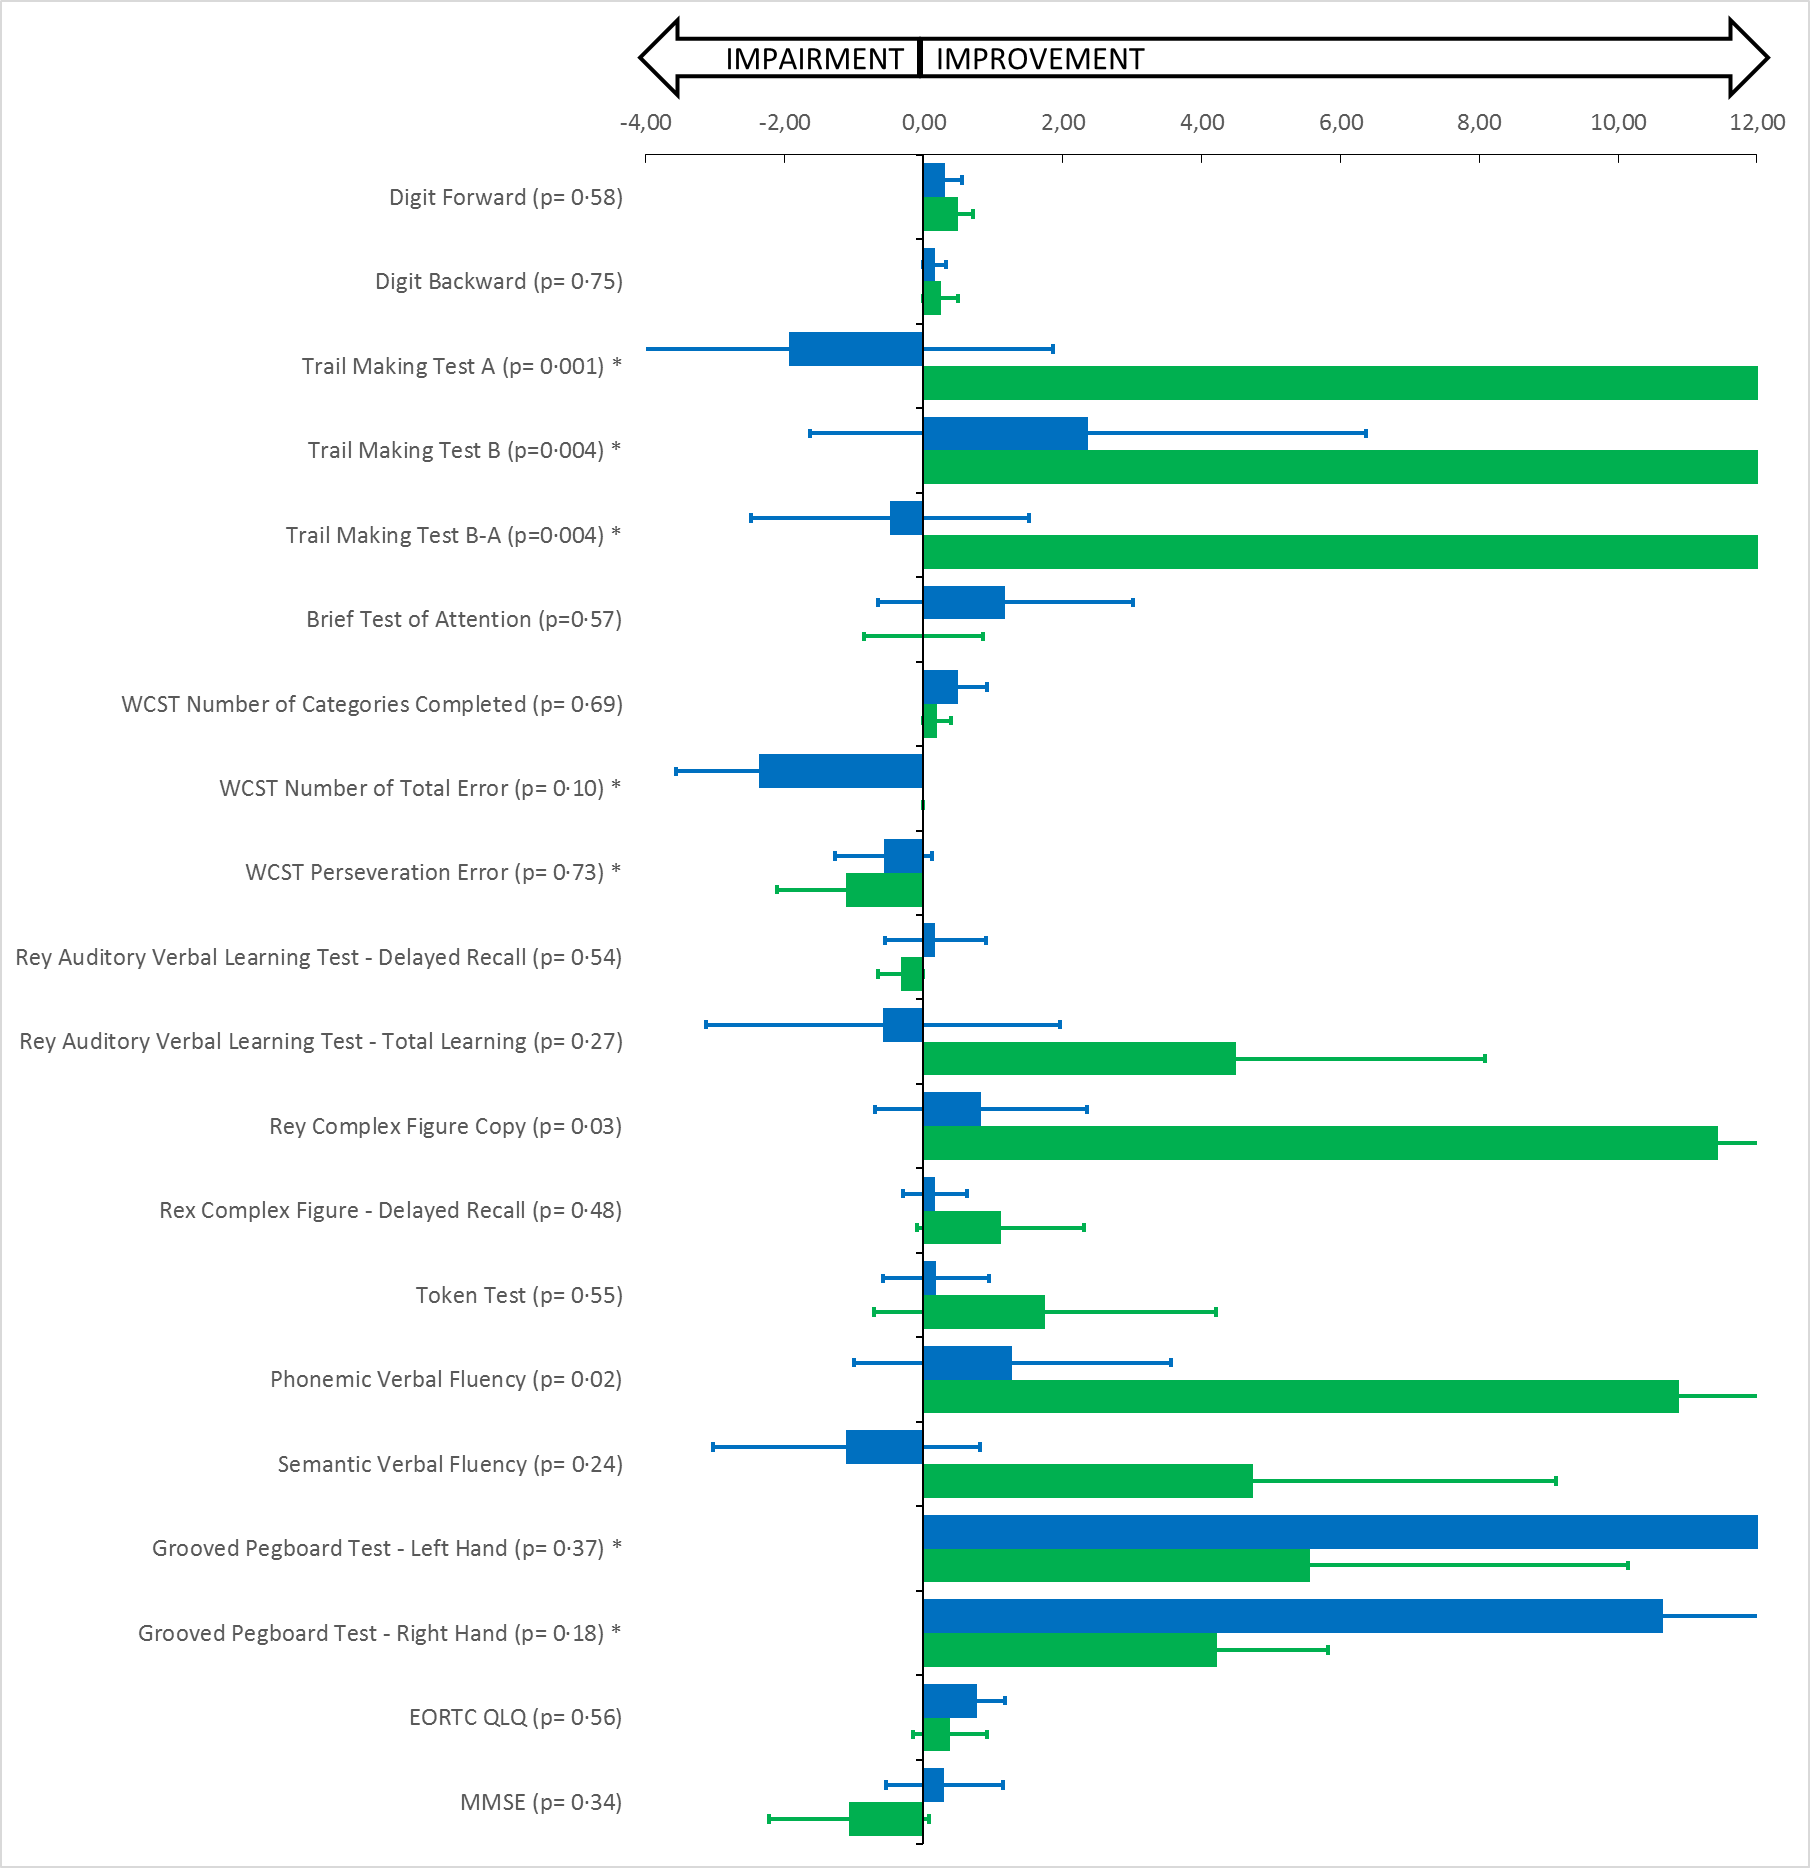 IMPAIRMENT IMPROVEMENT
-4,00 -2,00 0,00 2,00 4,00 6,00 8,00 10,00 12,00
Digit Forward (p= 0·58)
Digit Backward (p= 0·75)
Trail Making Test A (p= 0·001) *
Trail Making Test B (p=0·004) *
Trail Making Test B-A (p=0·004) *
Brief Test of Attention (p=0·57)
WCST Number of Categories Completed (p= 0·69)
WCST Number of Total Error (p= 0·10) *
WCST Perseveration Error (p= 0·73) *
Rey Auditory Verbal Learning Test - Delayed Recall (p= 0·54)
Rey Auditory Verbal Learning Test - Total Learning (p= 0·27)
Rey Complex Figure Copy (p= 0·03)
Rex Complex Figure - Delayed Recall (p= 0·48)
Token Test (p= 0·55)
Phonemic Verbal Fluency (p= 0·02)
Semantic Verbal Fluency (p= 0·24)
Grooved Pegboard Test - Left Hand (p= 0·37) *
Grooved Pegboard Test - Right Hand (p= 0·18) *
EORTC QLQ (p= 0·56)
MMSE (p= 0·34)